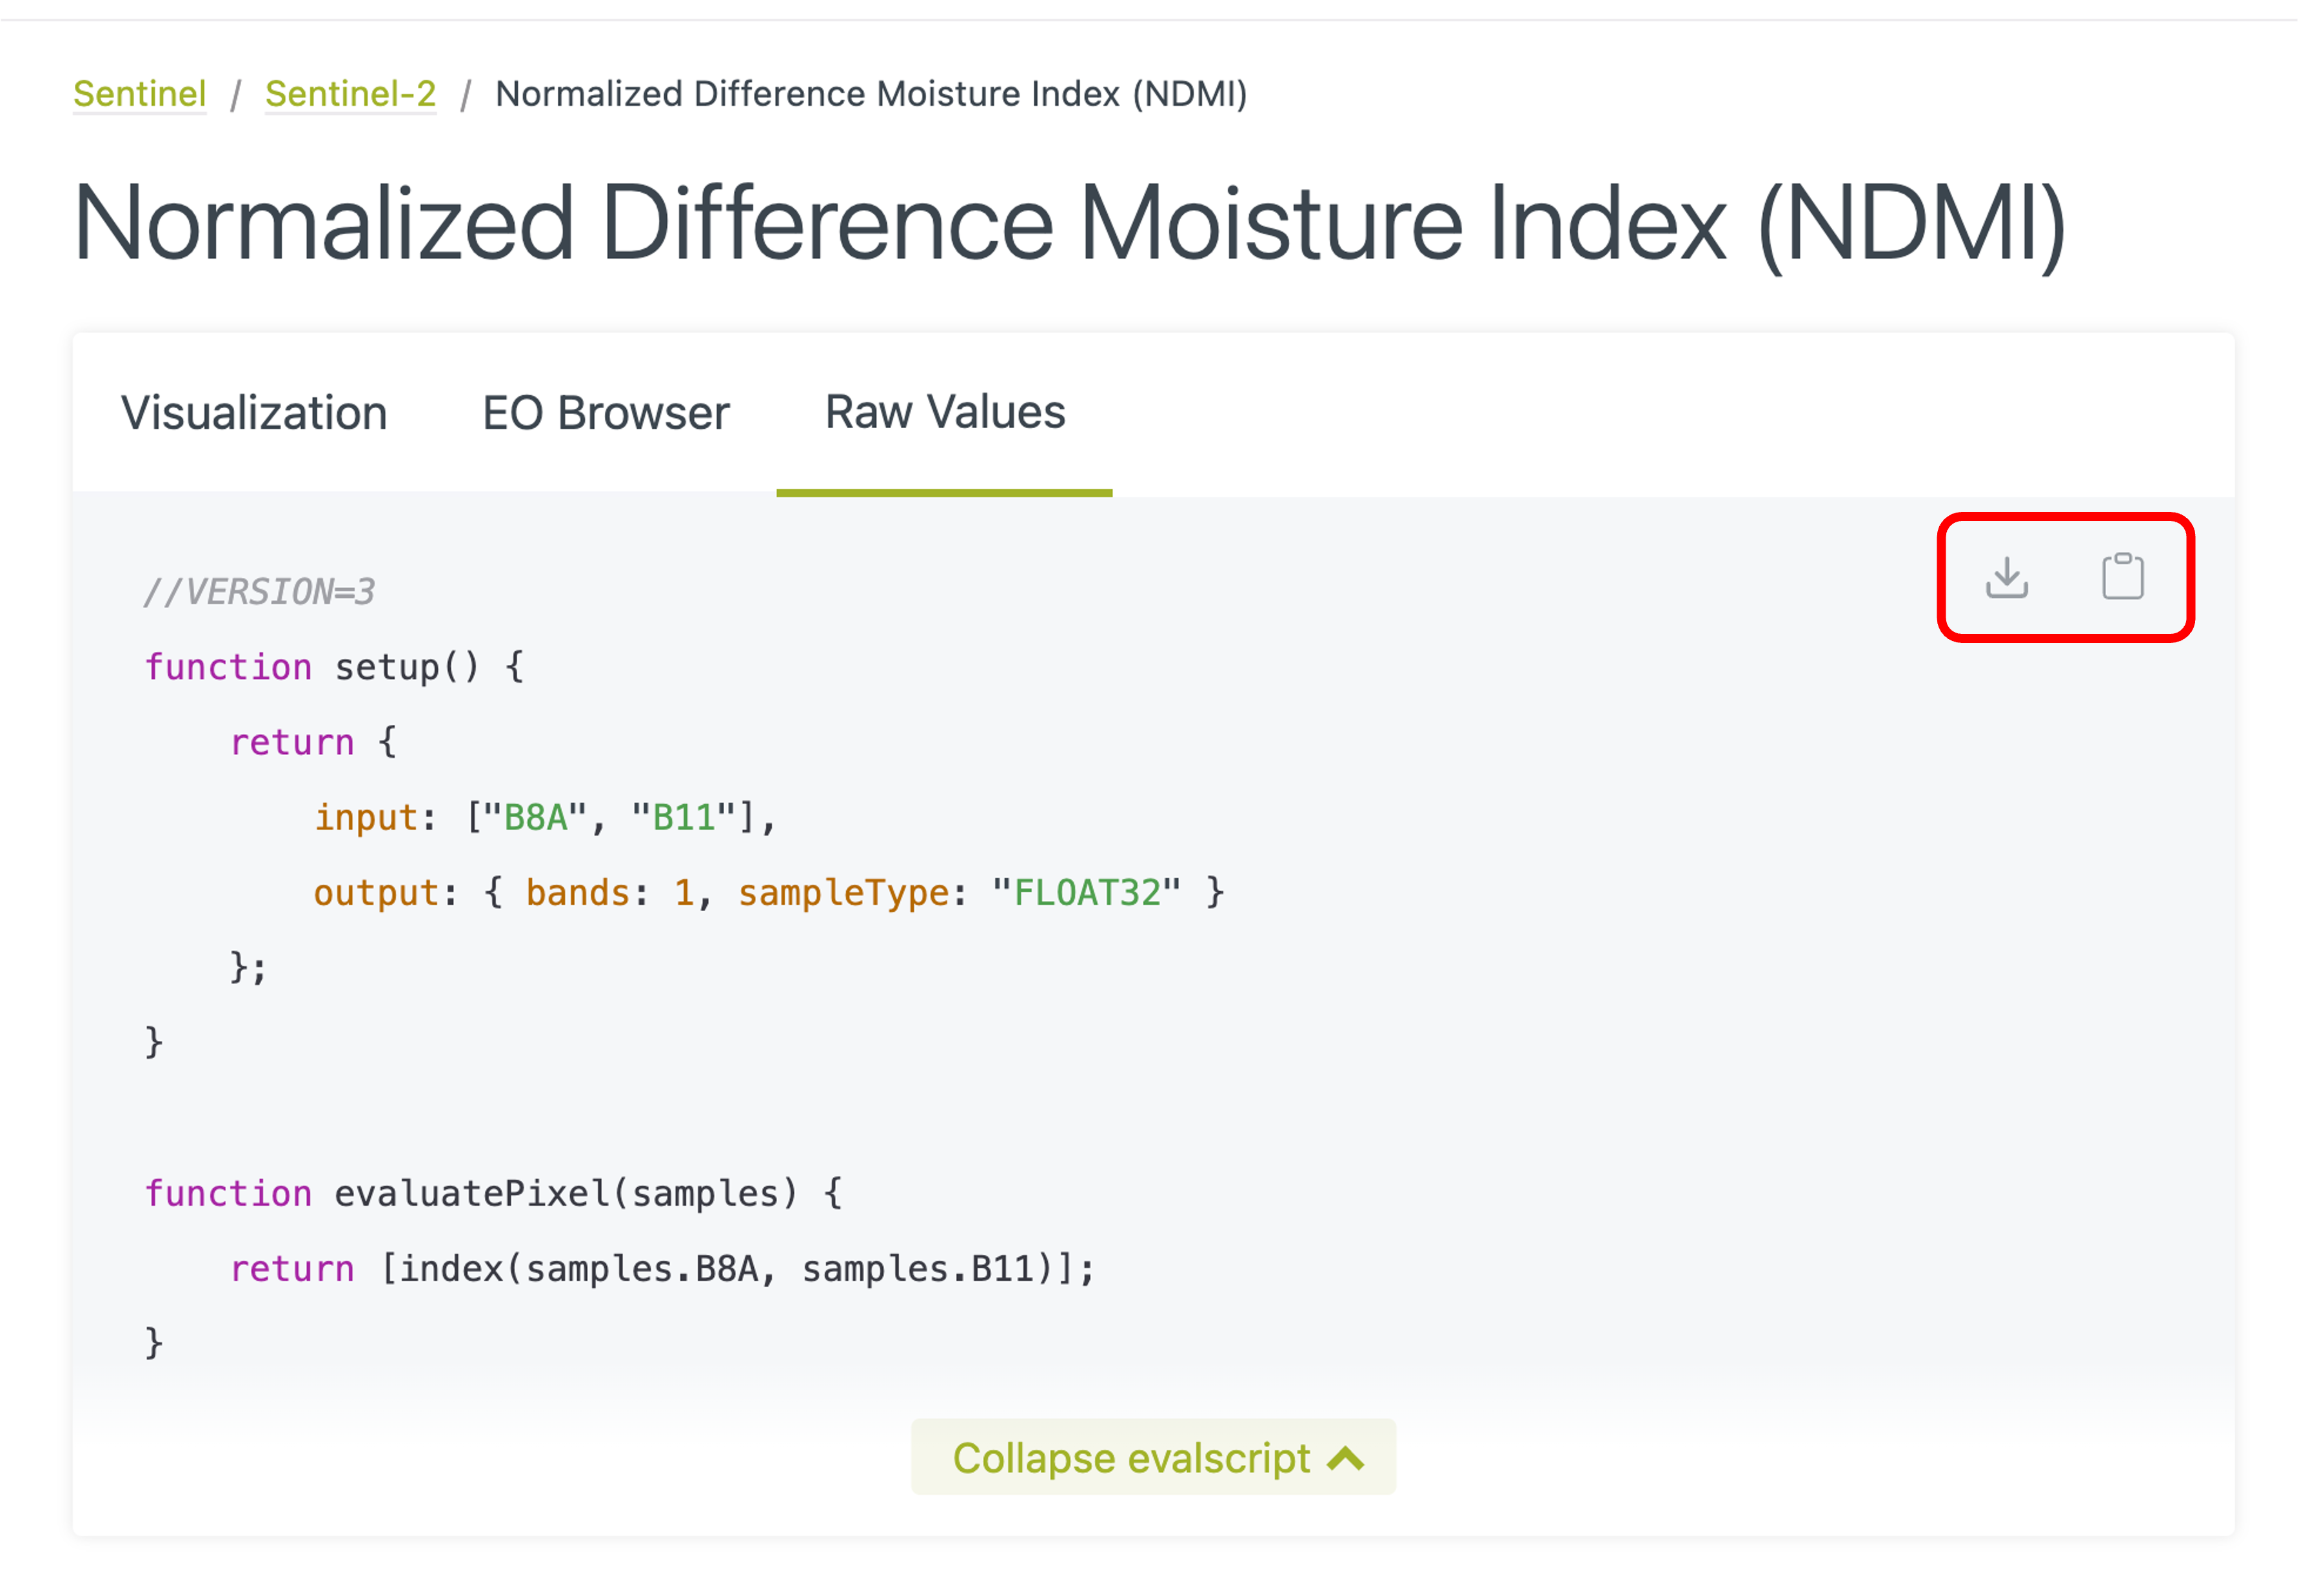 Sentinel / Sentinel-2 / Normalized Difference Moisture Index (NDMI)
Normalized Difference Moisture Index (NDMI)
Visualization EO Browser Raw Values
//VERSION=3
function setup() {
    return {
        input: ["B8A", "B11"],
        output: { bands: 1, sampleType: "FLOAT32" }
    };
}
function evaluatePixel(samples) {
    return [index(samples.B8A, samples.B11)];
}
Collapse evalscript